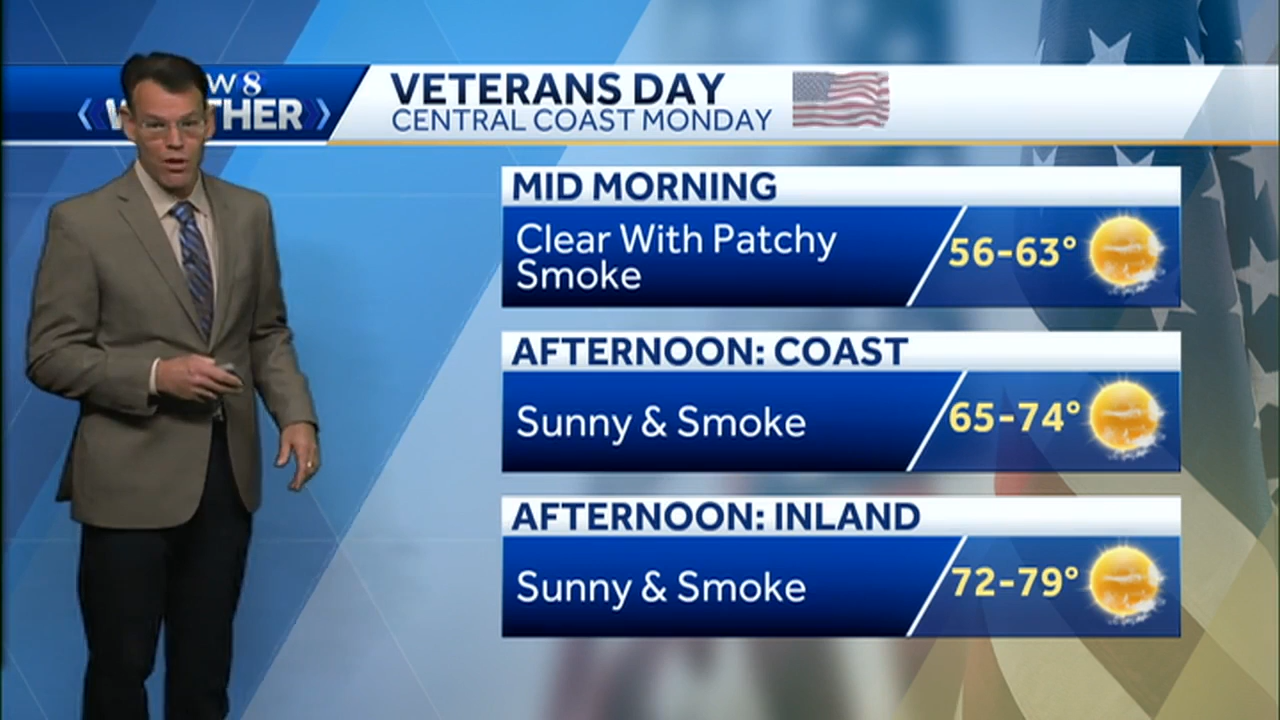 W 8
VETERANS DAY
CENTRAL COAST MONDAY
MID MORNING
Clear With Patchy
Smoke
56-63°
AFTERNOON: COAST
Sunny & Smoke
65-74°
AFTERNOON: INLAND
Sunny & Smoke
72-79°